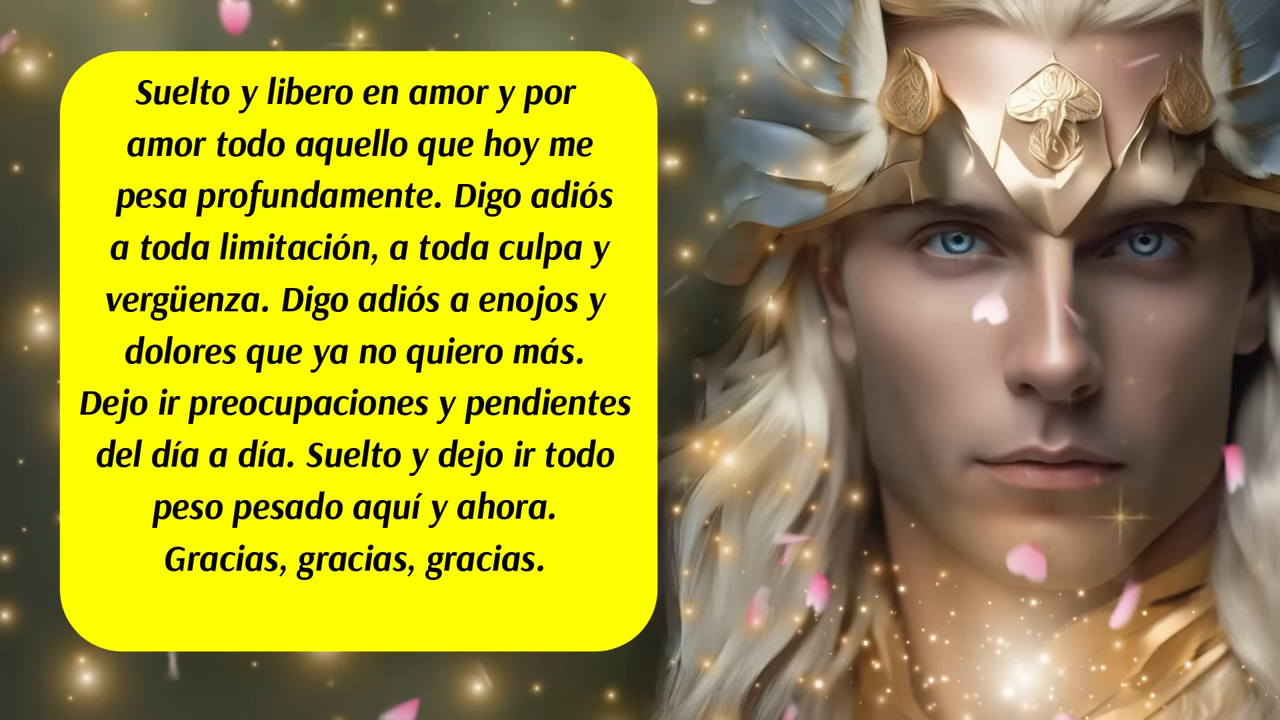 Suelto y libero en amor y por
amor todo aquello que hoy me
pesa profundamente. Digo adiós
a toda limitación, a toda culpa y
vergüenza. Digo adiós a enojos y
dolores que ya no quiero más.
Dejo ir preocupaciones y pendientes
del día a día. Suelto y dejo ir todo
peso pesado aquí y ahora.
Gracias, gracias, gracias.